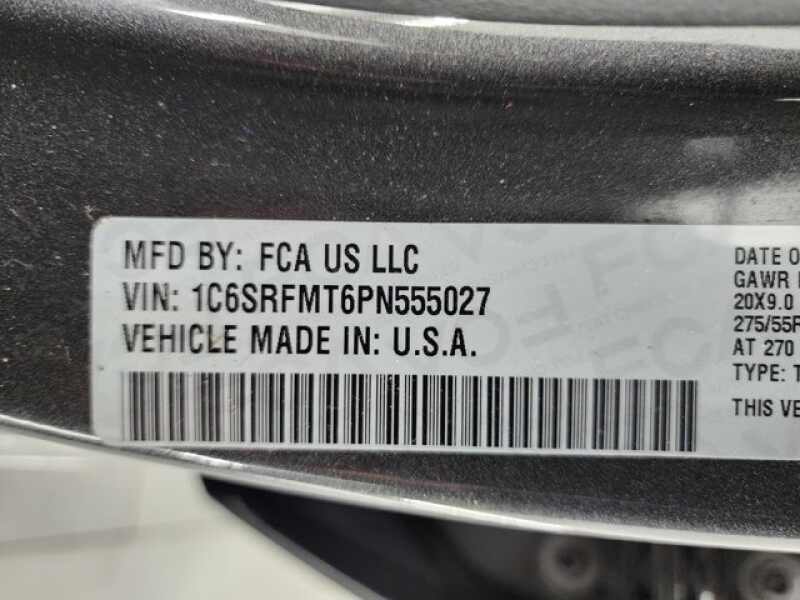 MFD BY: FCA US LLC
VIN: 1C6SRFMT6PN555027
VEHICLE MADE IN: U.S.A.
DATE O
GAWR
20X9.0
275/55R
AT 270
TYPE: T
THIS VE